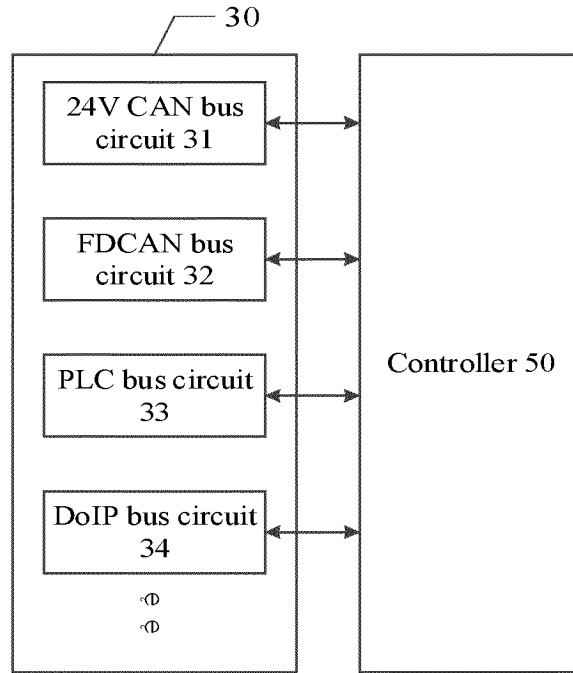 30
24V CAN bus
circuit 31
FDCAN bus
circuit 32
PLC bus circuit
33
Controller 50
DoIP bus circuit
34